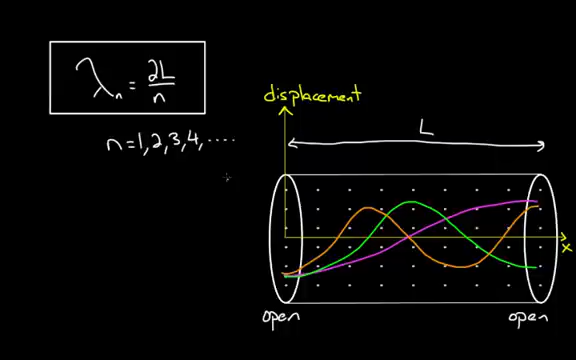 λₙ = 2L/n
n=1,2,3,4,....
displacement
L
x
open
open